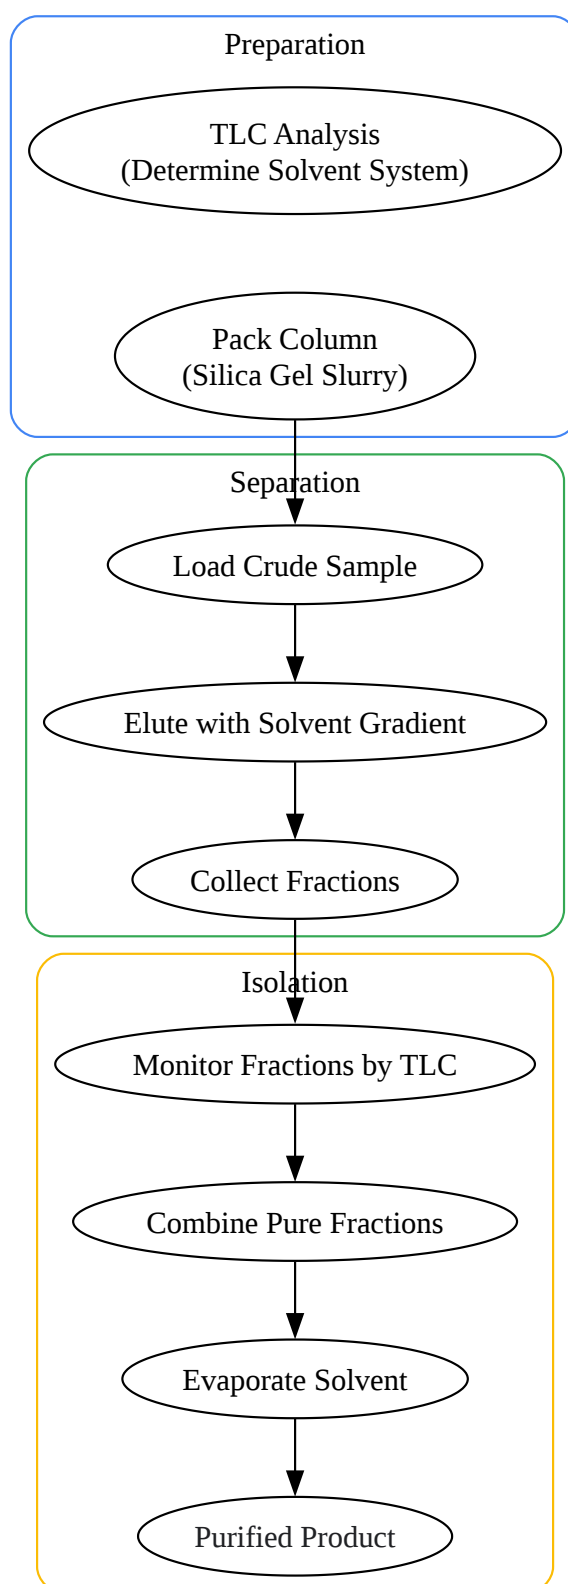 Preparation
TLC Analysis
(Determine Solvent System)
Pack Column
(Silica Gel Slurry)
Separation
Load Crude Sample
Elute with Solvent Gradient
Collect Fractions
Isolation
Monitor Fractions by TLC
Combine Pure Fractions
Evaporate Solvent
Purified Product